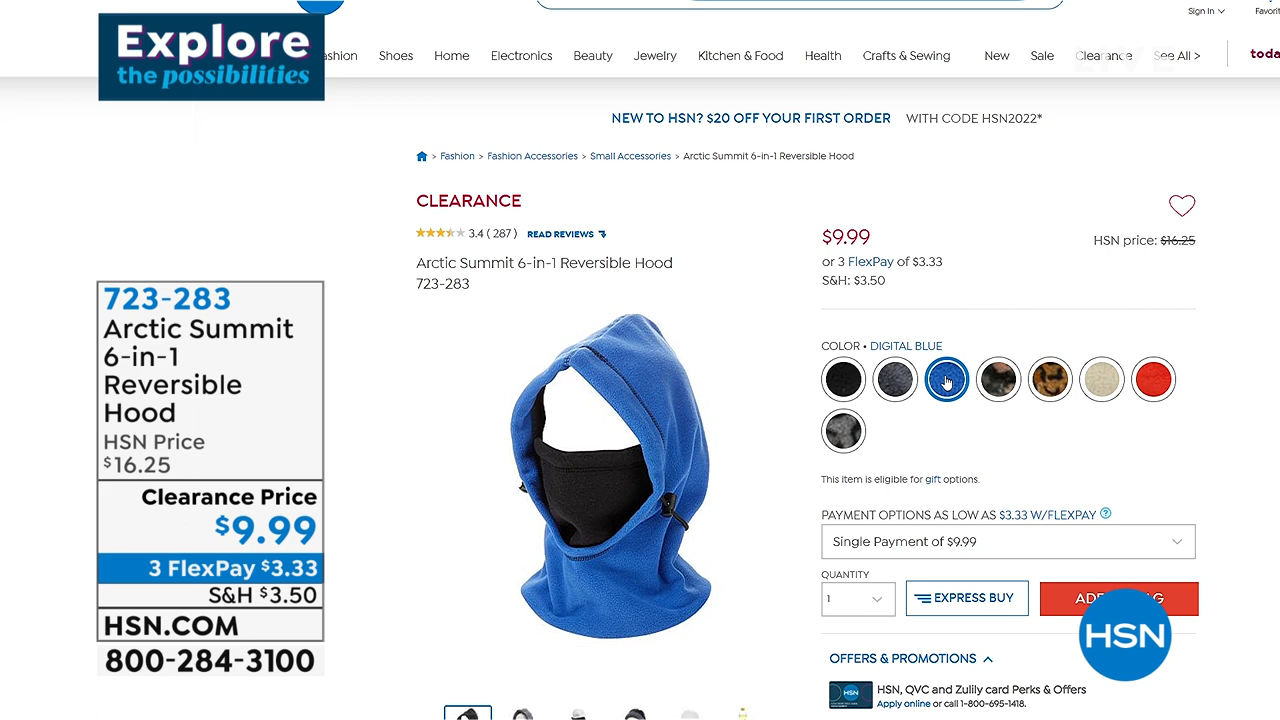 Explore
the possibilities
Sign In
Shoes
Home
Electronics
Beauty
Jewelry
Kitchen & Food
Health
Crafts & Sewing
New
Sale
Clearance
See All >
NEW TO HSN? $20 OFF YOUR FIRST ORDER WITH CODE HSN2022*
> Fashion > Fashion Accessories > Small Accessories > Arctic Summit 6-in-1 Reversible Hood
CLEARANCE
3.4 ( 287 ) READ REVIEWS
Arctic Summit 6-in-1 Reversible Hood
723-283
$9.99
HSN price: $16.25
or 3 FlexPay of $3.33
S&H: $3.50
COLOR • DIGITAL BLUE
This item is eligible for gift options.
PAYMENT OPTIONS AS LOW AS $3.33 W/FLEXPAY ?
Single Payment of $9.99
QUANTITY
1
EXPRESS BUY
HSN
OFFERS & PROMOTIONS
HSN
HSN, QVC and Zulily card Perks & Offers
Apply online or call 1-800-695-1418.
723-283
Arctic Summit
6-in-1
Reversible
Hood
HSN Price
$16.25
Clearance Price
$9.99
3 FlexPay $3.33
S&H $3.50
HSN.COM
800-284-3100